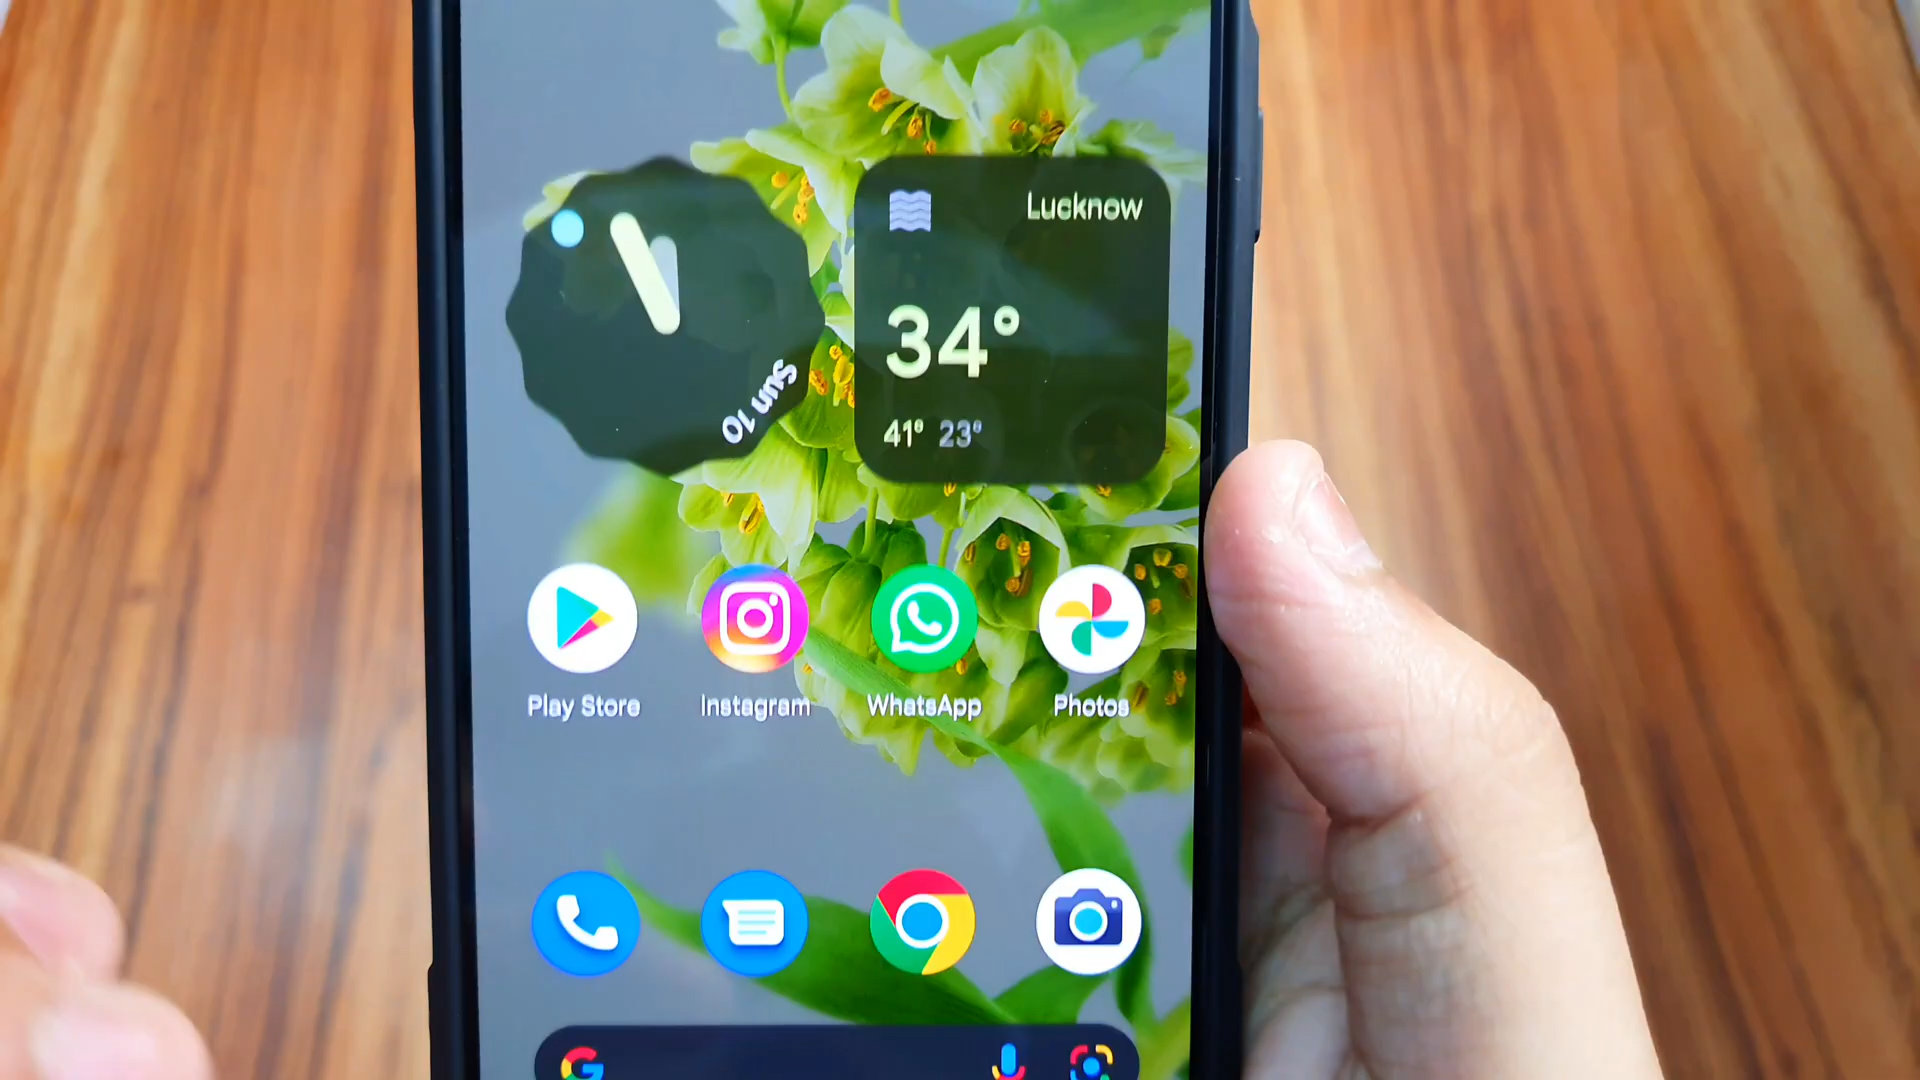 Lucknow
34°
41° 23°
Sun 10
Play Store
Instagram
WhatsApp
Photos
G